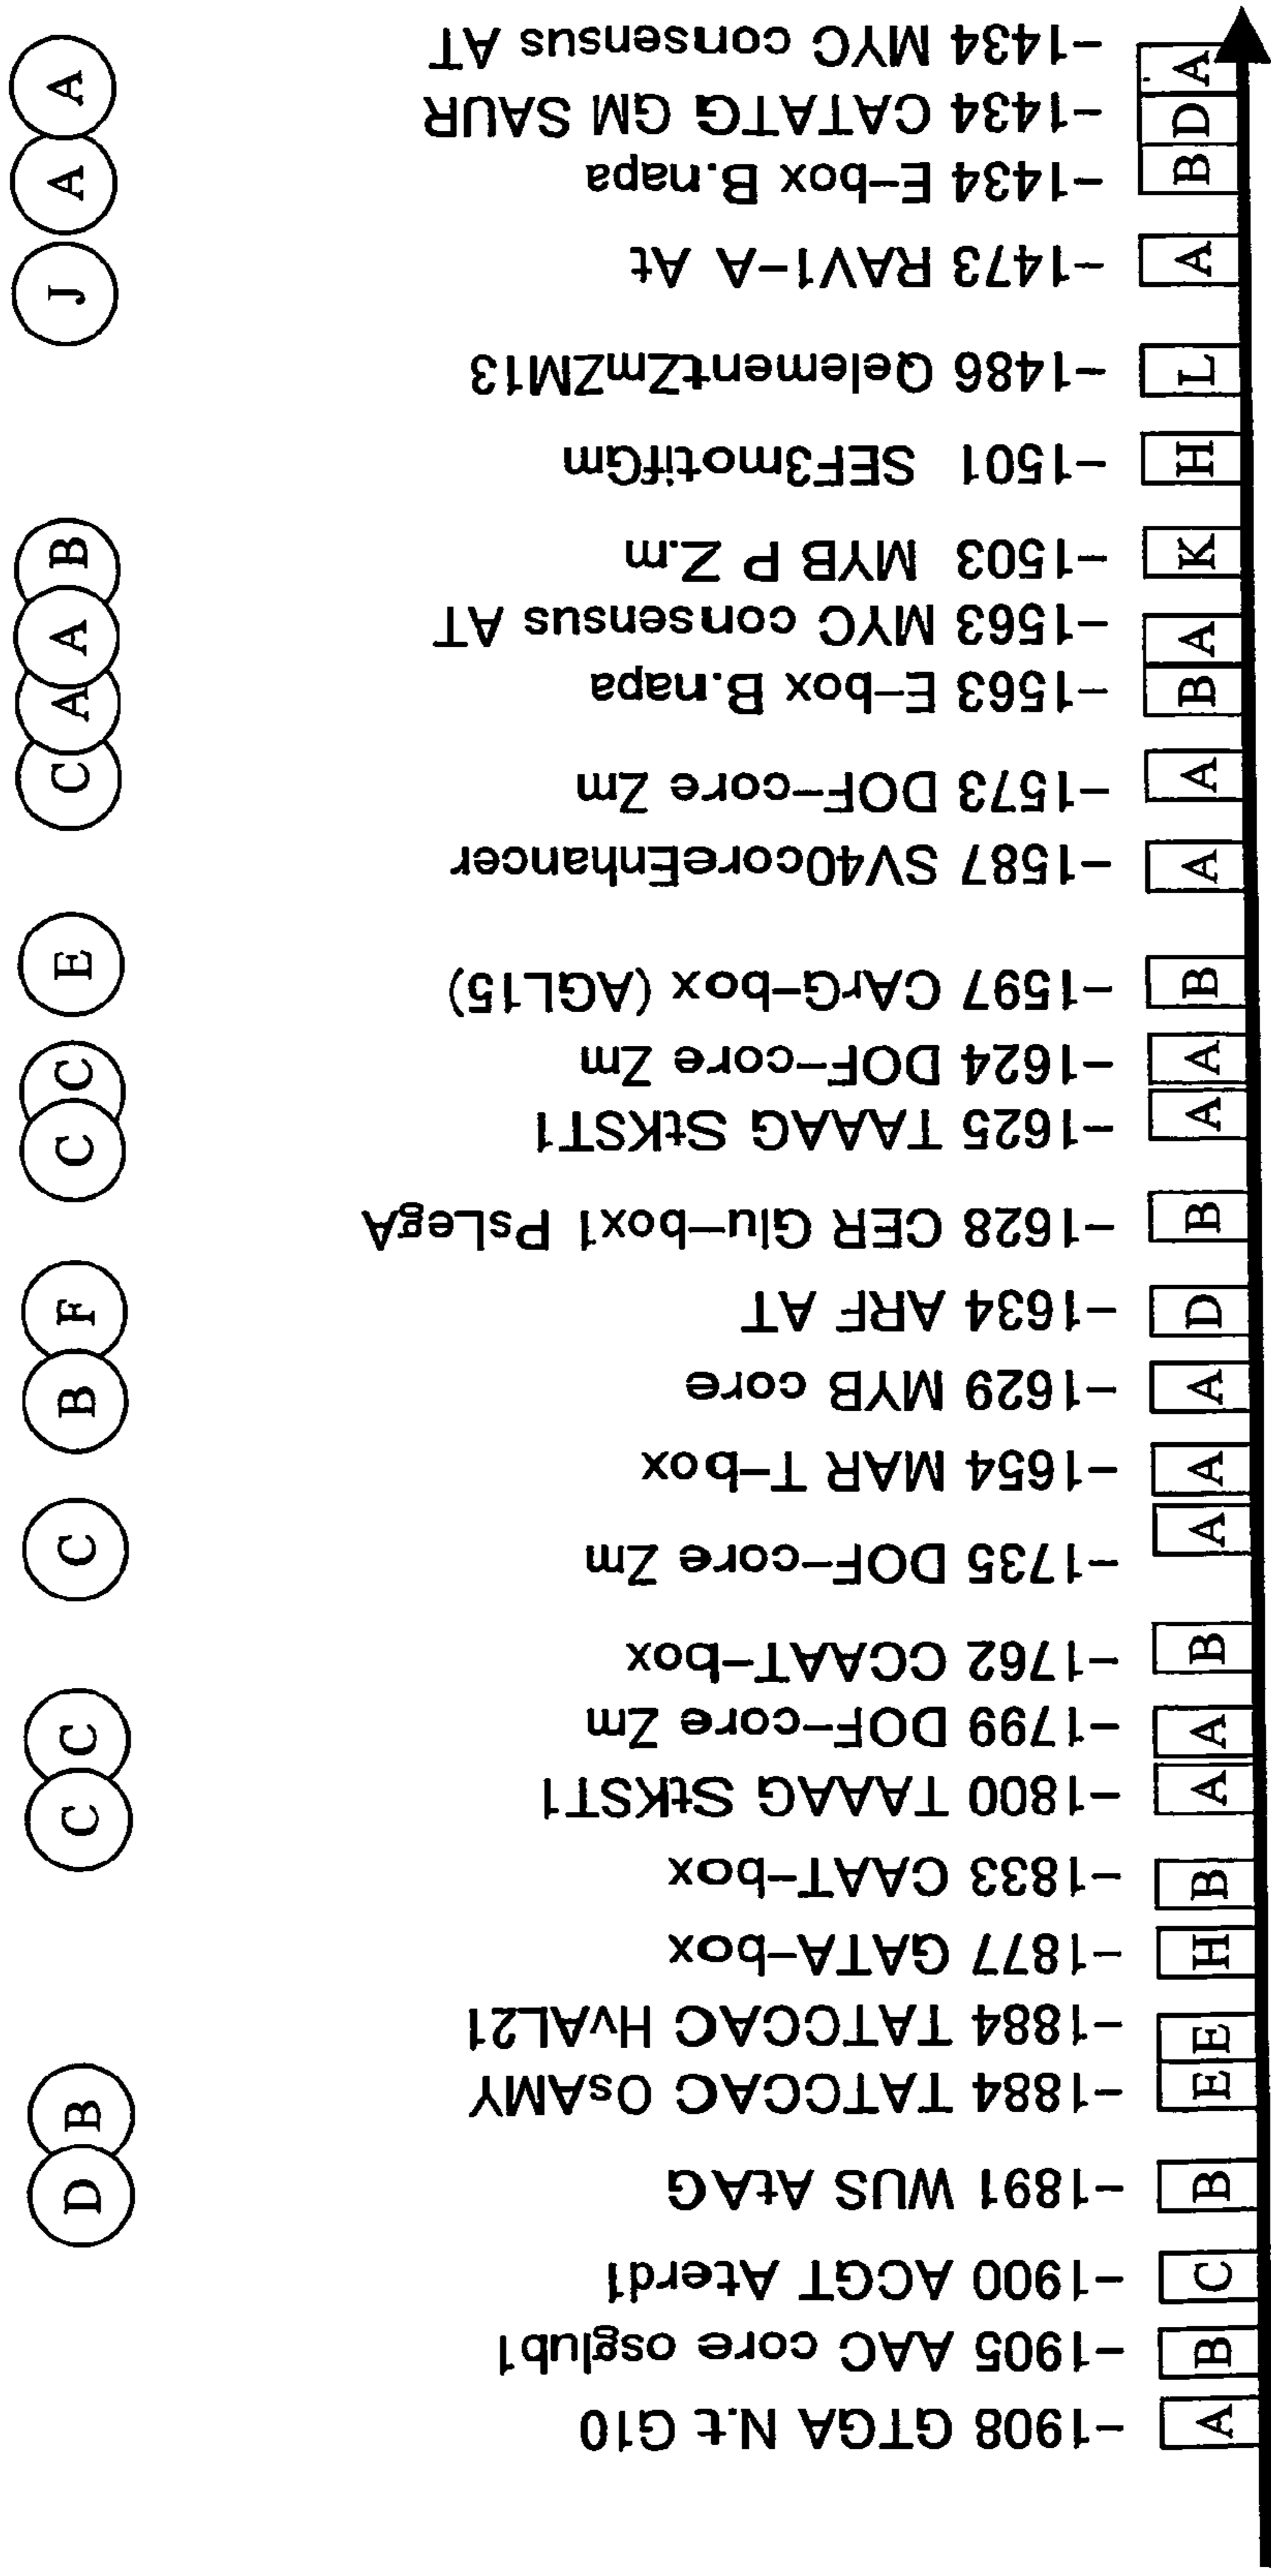 -1434 MYC consensus AT
-1434 CATATG GM SAUR
-1434 E-box B.napa
-1473 RAV1-A At
-1486 QelementZmZM13
-1501 SEF3motifGm
-1503 MYB P Z.m
-1563 MYC consensus AT
-1563 E-box B.napa
-1573 DOF-core Zm
-1587 SV40coreEnhancer
-1597 CArG-box (AGL15)
-1624 DOF-core Zm
-1625 TAAAG StKST1
-1628 CER Glu-box1 PsLegA
-1634 ARF AT
-1629 MYB core
-1654 MAR T-box
-1735 DOF-core Zm
-1762 CCAAT-box
-1799 DOF-core Zm
-1800 TAAAG StKST1
-1833 CAAT-box
-1877 GATA-box
-1884 TATCCAC HvAL21
-1884 TATCCAC OsAMY
-1891 WUS AtAG
-1900 ACGT Aterd1
-1905 AAC core osglub1
-1908 GTGA N.t G10
A
A
J
B
A
A
C
E
C
C
F
B
C
C
C
B
D
A
D
B
A
L
H
K
A
B
A
A
B
A
A
B
D
A
A
A
B
A
A
B
H
E
E
B
C
B
A